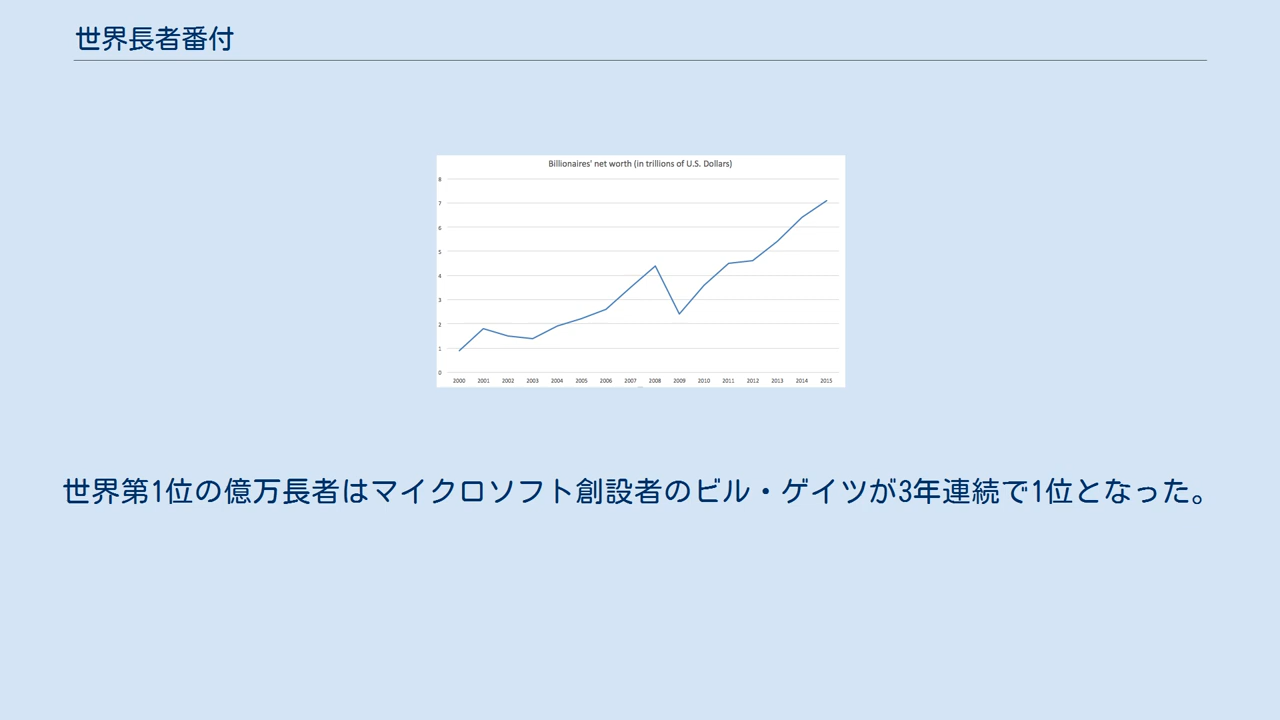 世界長者番付
Billionaires' net worth (in trillions of U.S. Dollars)
8
7
6
5
4
3
2
1
0
2000 2001 2002 2003 2004 2005 2006 2007 2008 2009 2010 2011 2012 2013 2014 2015
世界第1位の億万長者はマイクロソフト創設者のビル・ゲイツが3年連続で1位となった。